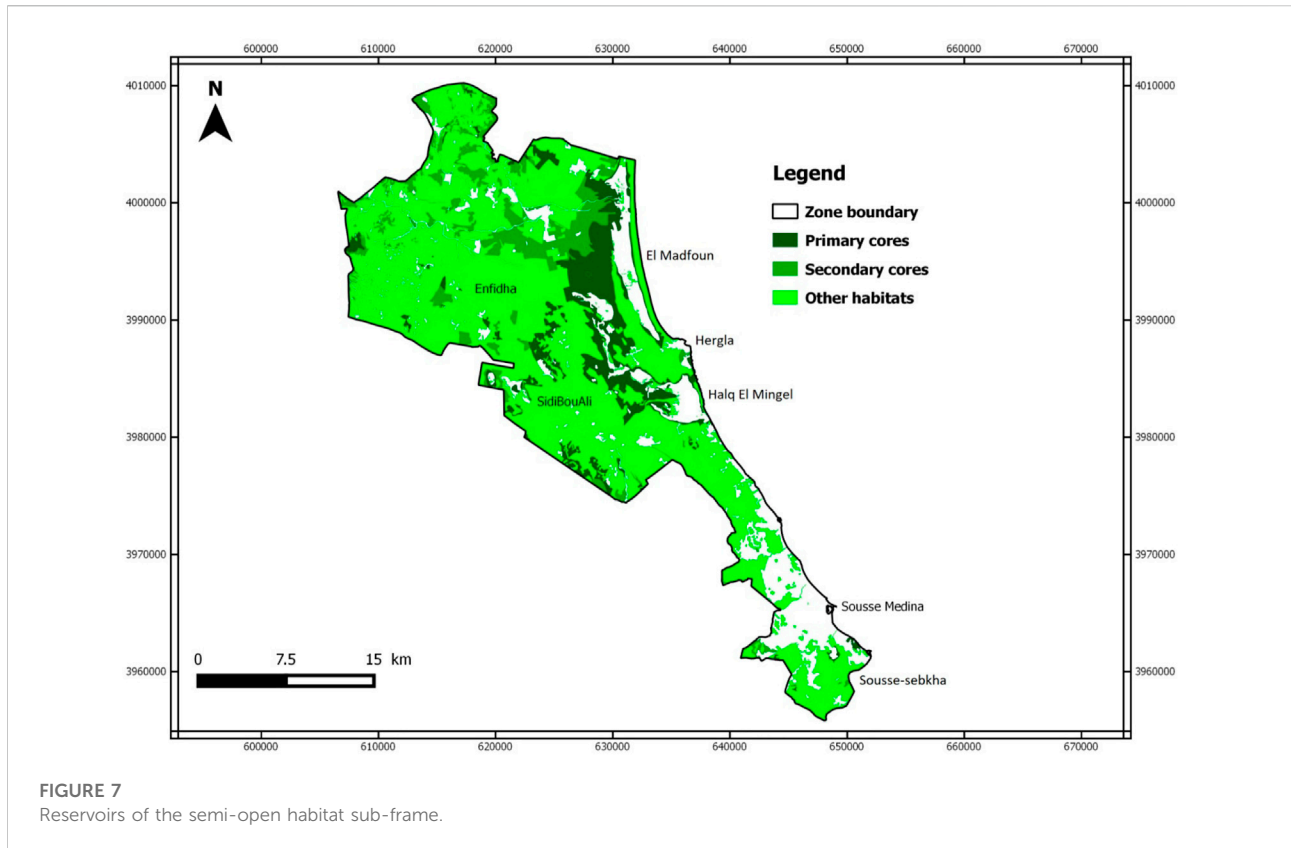 600000 610000 620000 630000 640000 650000 660000 670000
4010000 4010000
N
Legend
Zone boundary
Primary cores
Secondary cores
Other habitats
4000000 4000000
El Madfoun
Enfidha
3990000 3990000
Hergla
Halq El Mingel
SidiBouAli
3980000 3980000
3970000 3970000
Sousse Medina
0 7.5 15 km
3960000 3960000
Sousse-sebkha
600000 610000 620000 630000 640000 650000 660000 670000
FIGURE 7
Reservoirs of the semi-open habitat sub-frame.